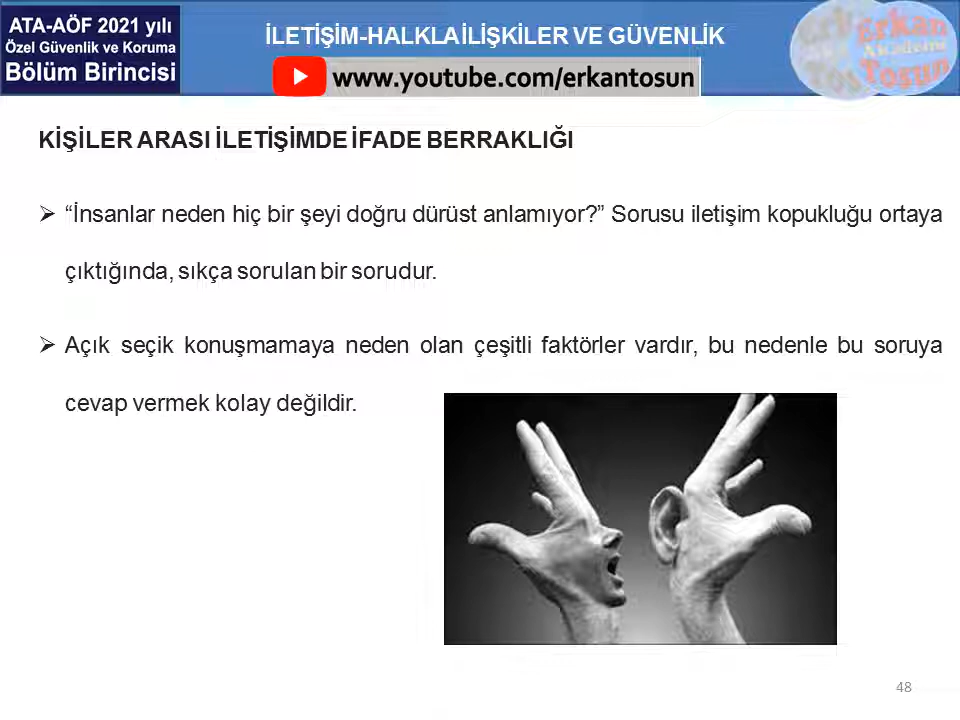 ATA-AÖF 2021 yılı
Özel Güvenlik ve Koruma
Bölüm Birincisi
İLETİŞİM-HALKLA İLİŞKİLER VE GÜVENLİK
www.youtube.com/erkantosun
Erkan
Akademi
Tosun
KİŞİLER ARASI İLETİŞİMDE İFADE BERRAKLIĞI
“İnsanlar neden hiç bir şeyi doğru dürüst anlamıyor?” Sorusu iletişim kopukluğu ortaya
çıktığında, sıkça sorulan bir sorudur.
Açık seçik konuşmamaya neden olan çeşitli faktörler vardır, bu nedenle bu soruya
cevap vermek kolay değildir.
48